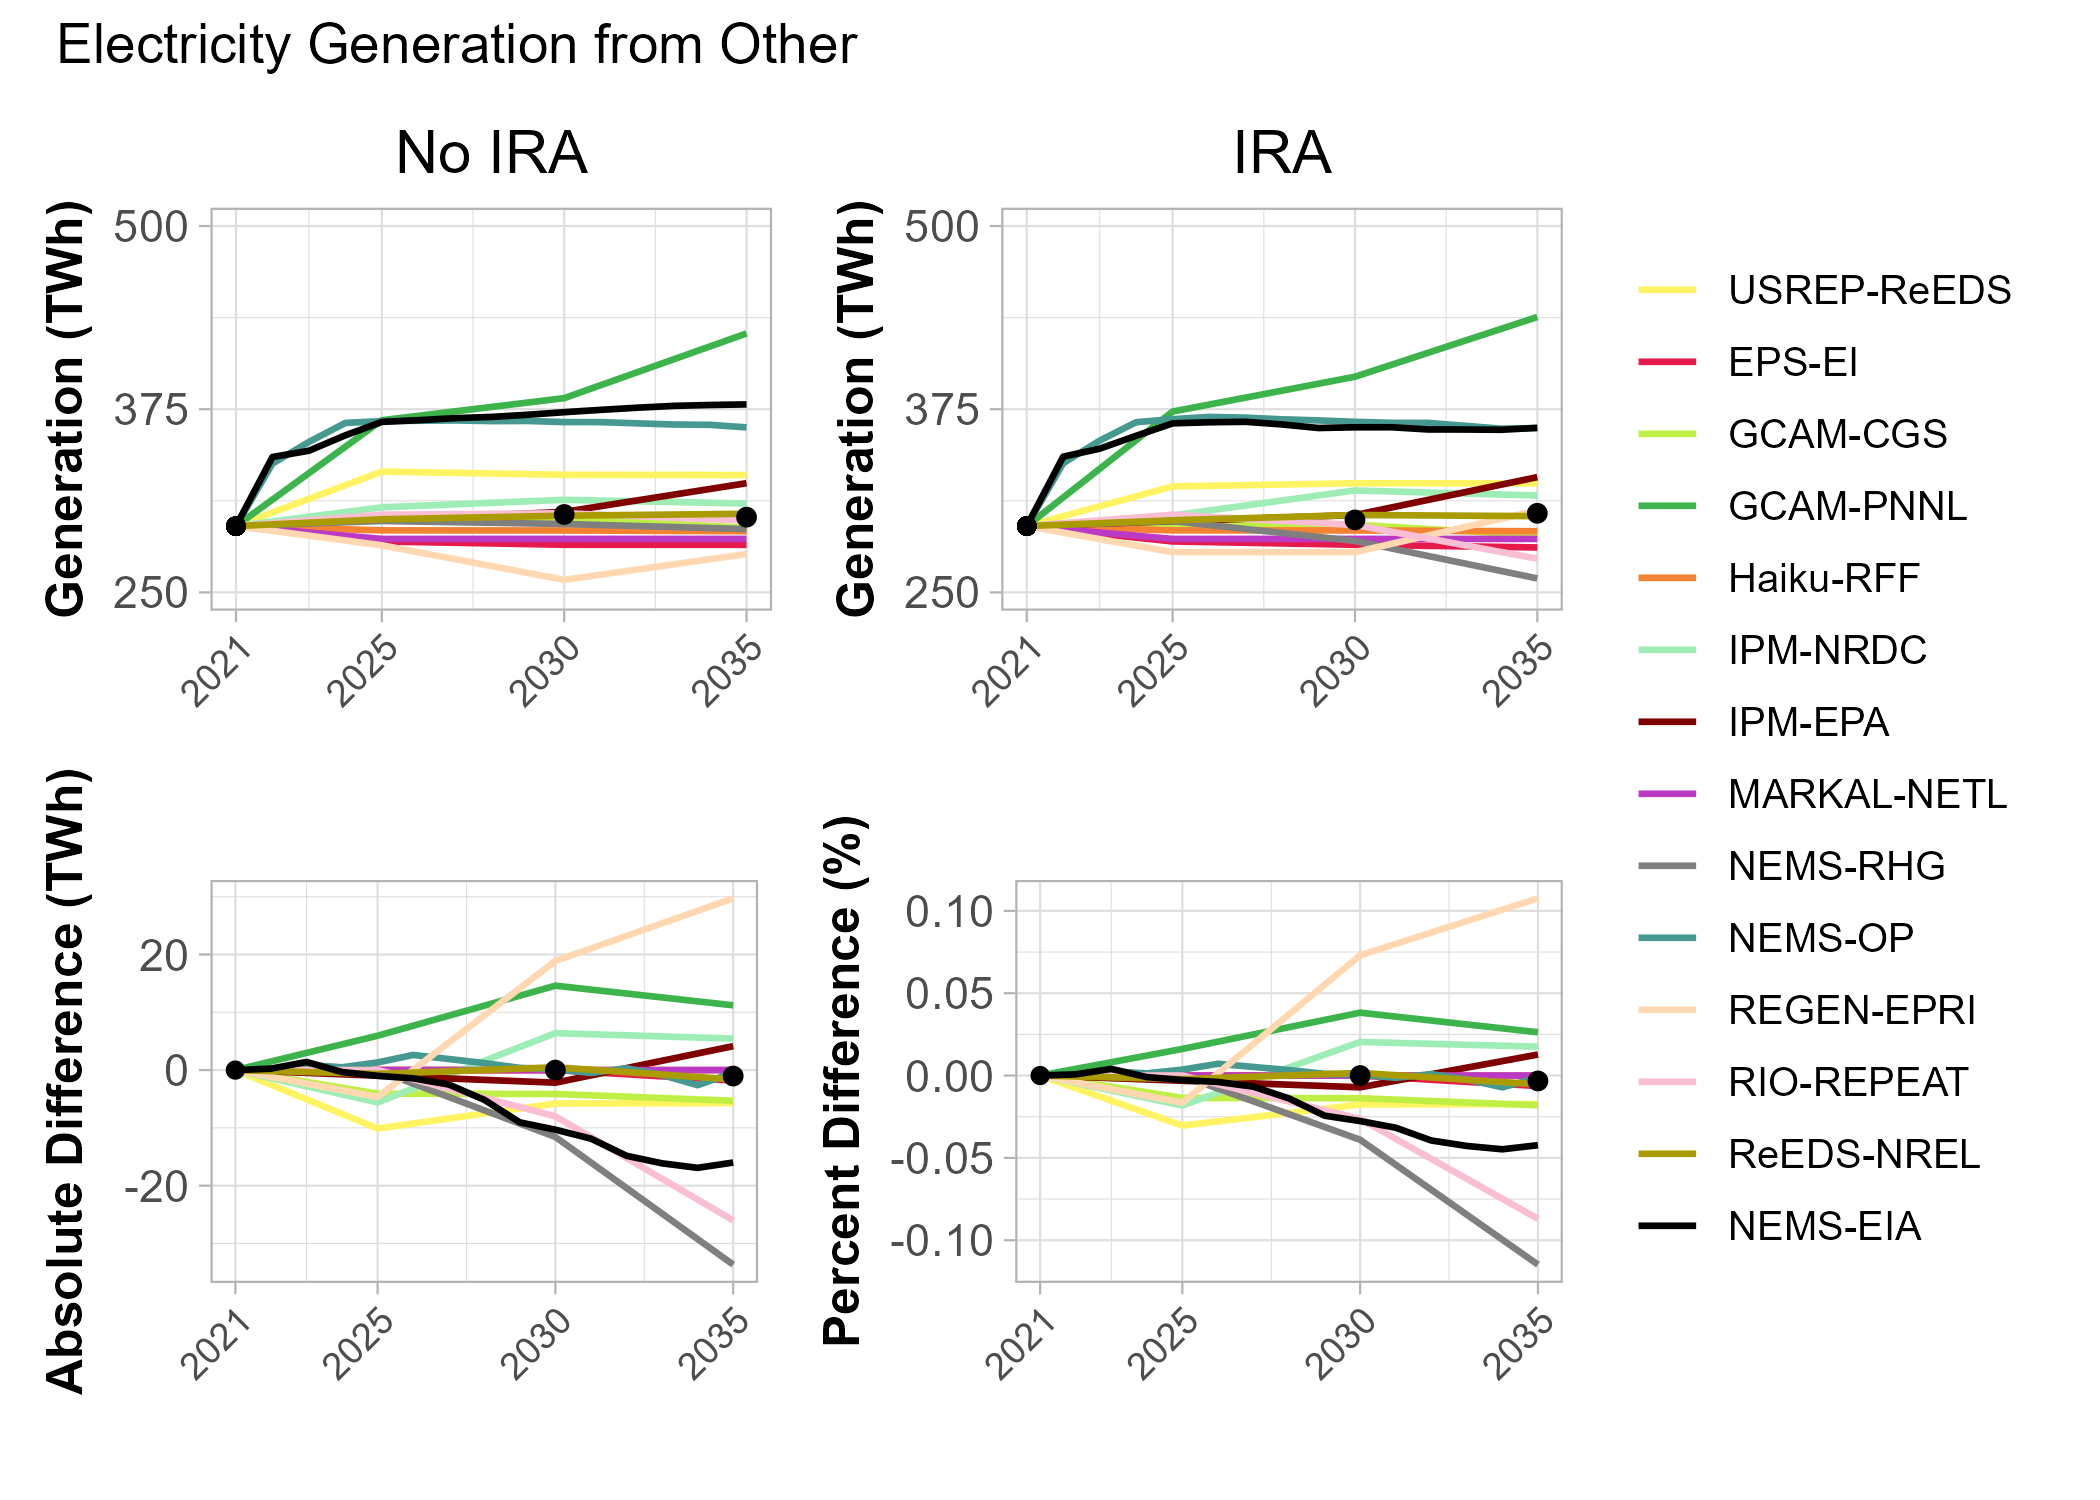 Electricity Generation from Other
No IRA
IRA
Generation (TWh)
500
375
250
2021
2025
2030
2035
Generation (TWh)
500
375
250
2021
2025
2030
2035
Absolute Difference (TWh)
20
0
-20
2021
2025
2030
2035
Percent Difference (%)
0.10
0.05
0.00
-0.05
-0.10
2021
2025
2030
2035
USREP-ReEDS
EPS-EI
GCAM-CGS
GCAM-PNNL
Haiku-RFF
IPM-NRDC
IPM-EPA
MARKAL-NETL
NEMS-RHG
NEMS-OP
REGEN-EPRI
RIO-REPEAT
ReEDS-NREL
NEMS-EIA